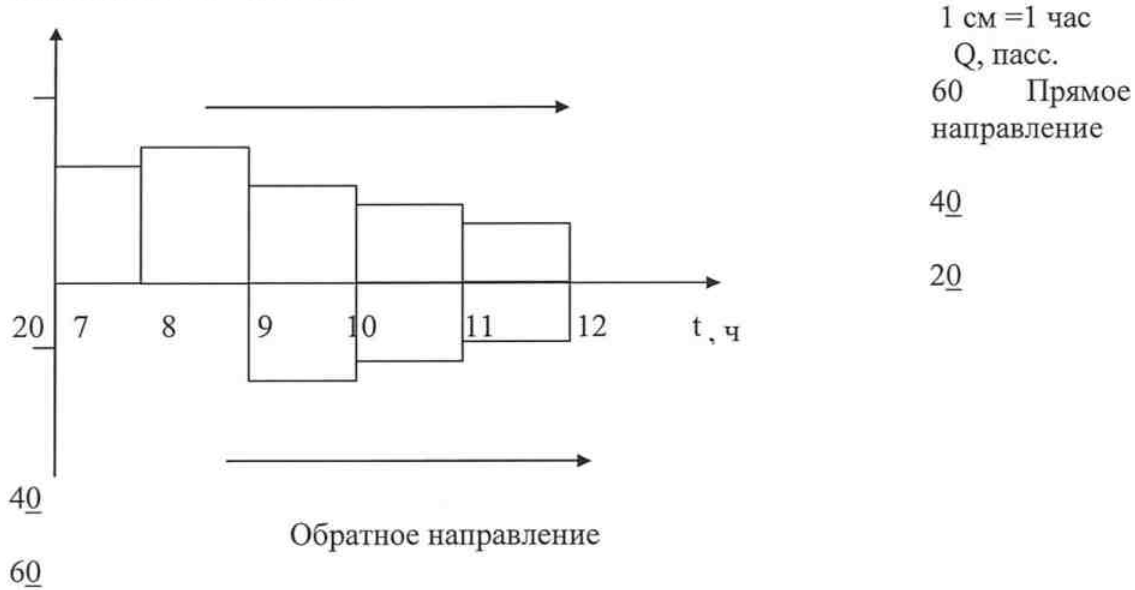 1 см =1 час
Q, пасс.
60 Прямое
направление
40
20
20 7 8 9 10 11 12 t , ч
40
Обратное направление
60